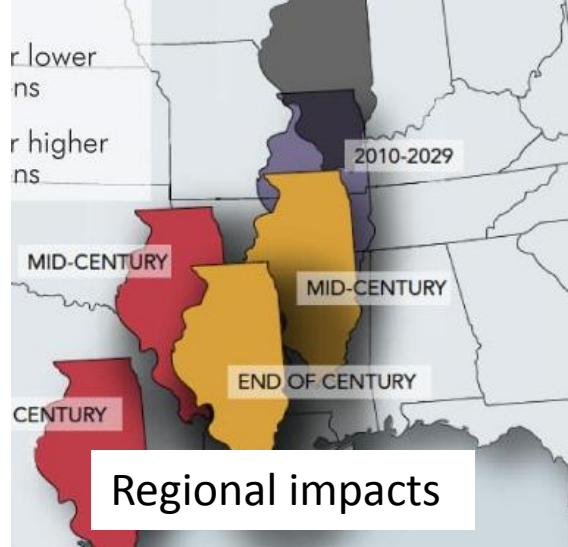 r lower
ns
r higher
ns
2010-2029
MID-CENTURY
MID-CENTURY
END OF CENTURY
CENTURY
Regional impacts